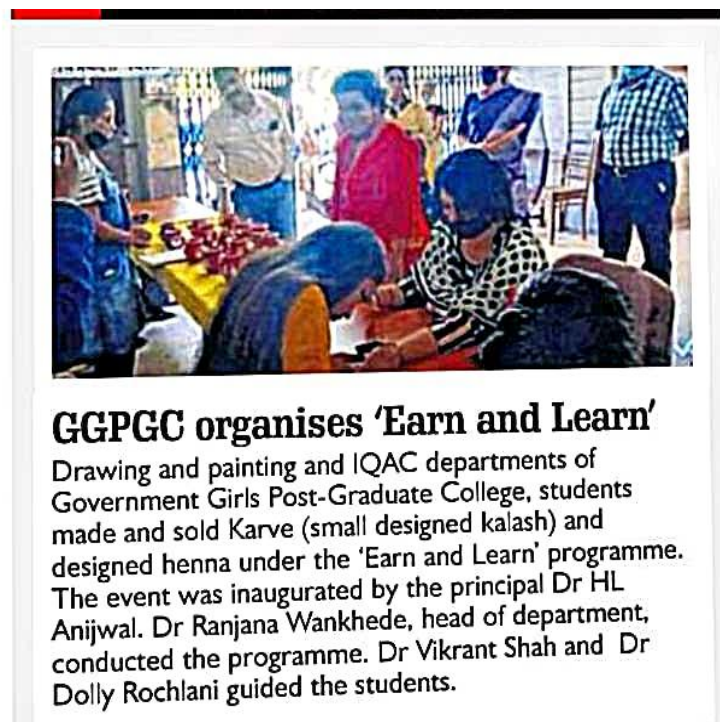 GGPGC organises ‘Earn and Learn’
Drawing and painting and IQAC departments of
Government Girls Post-Graduate College, students
made and sold Karve (small designed kalash) and
designed henna under the ‘Earn and Learn’ programme.
The event was inaugurated by the principal Dr HL
Anijwal. Dr Ranjana Wankhede, head of department,
conducted the programme. Dr Vikrant Shah and Dr
Dolly Rochlani guided the students.